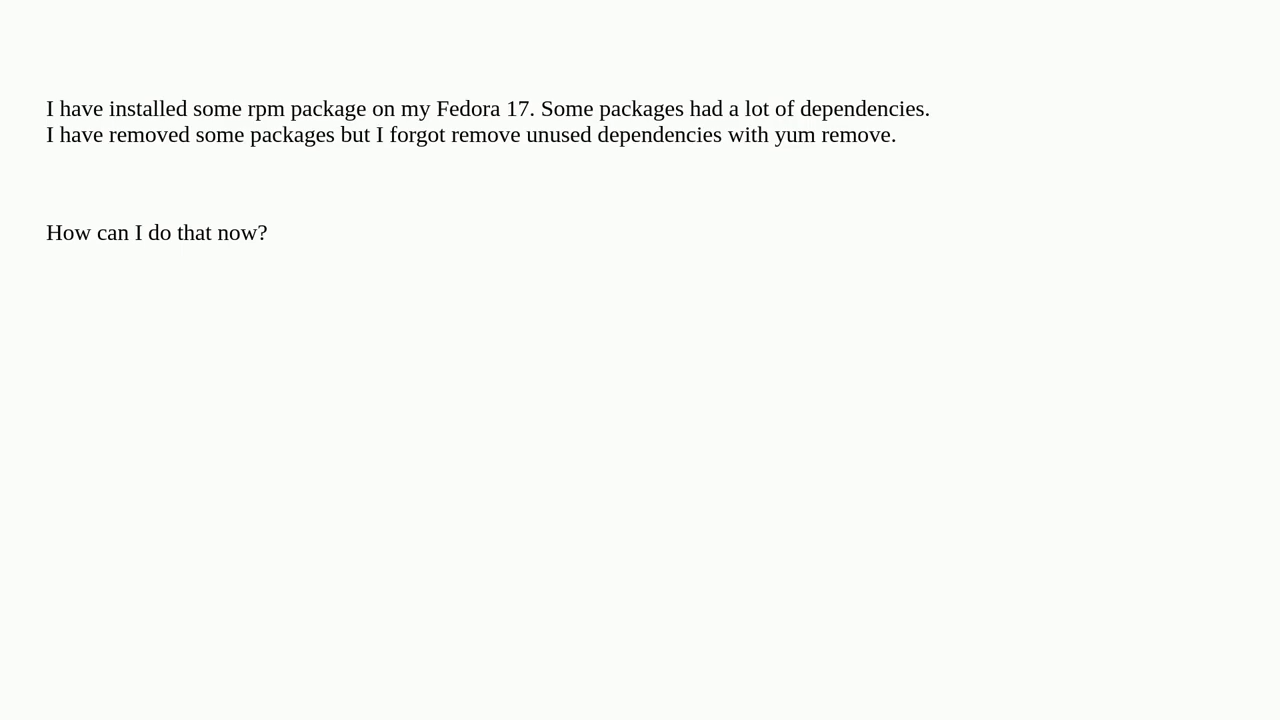 I have installed some rpm package on my Fedora 17. Some packages had a lot of dependencies.
I have removed some packages but I forgot remove unused dependencies with yum remove.
How can I do that now?